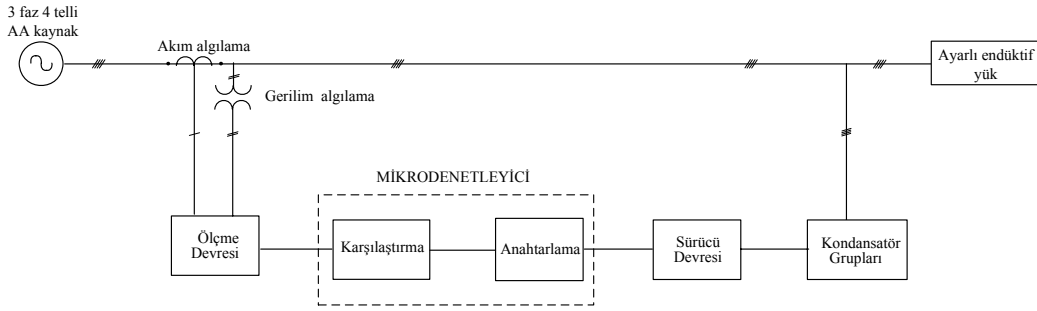 3 faz 4 telli
AA kaynak
Akım algılama
Gerilim algılama
Ayarlı endüktif
yük
MİKRODENETLEYİCİ
Ölçme
Devresi
Karşılaştırma
Anahtarlama
Sürücü
Devresi
Kondansatör
Grupları